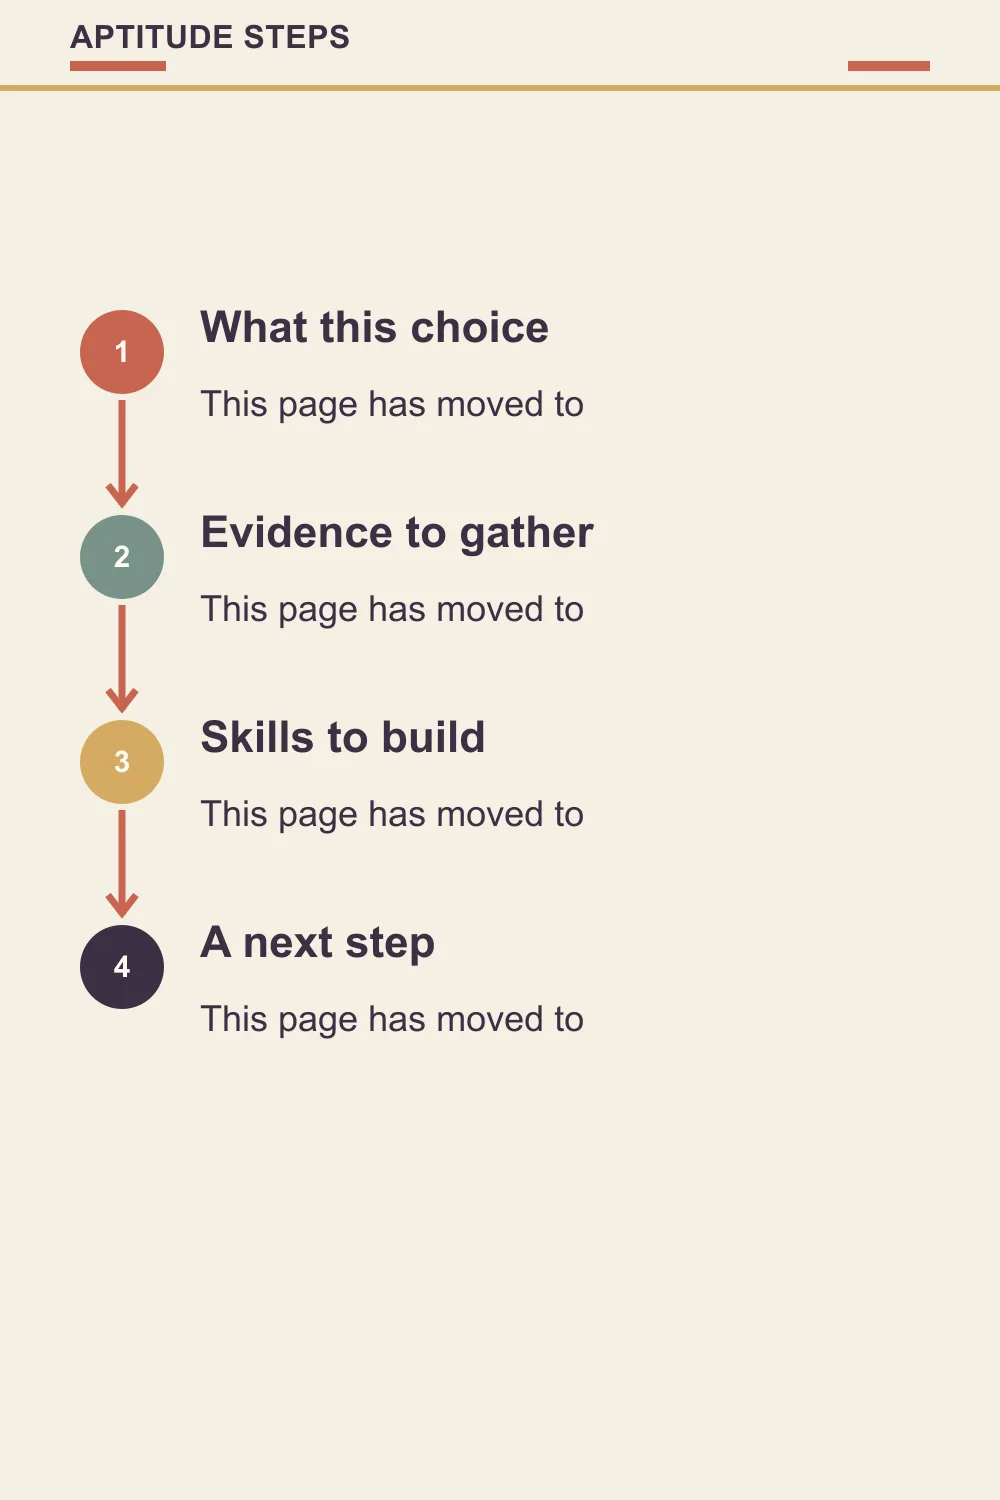 APTITUDE STEPS
1
What this choice
This page has moved to
2
Evidence to gather
This page has moved to
3
Skills to build
This page has moved to
4
A next step
This page has moved to